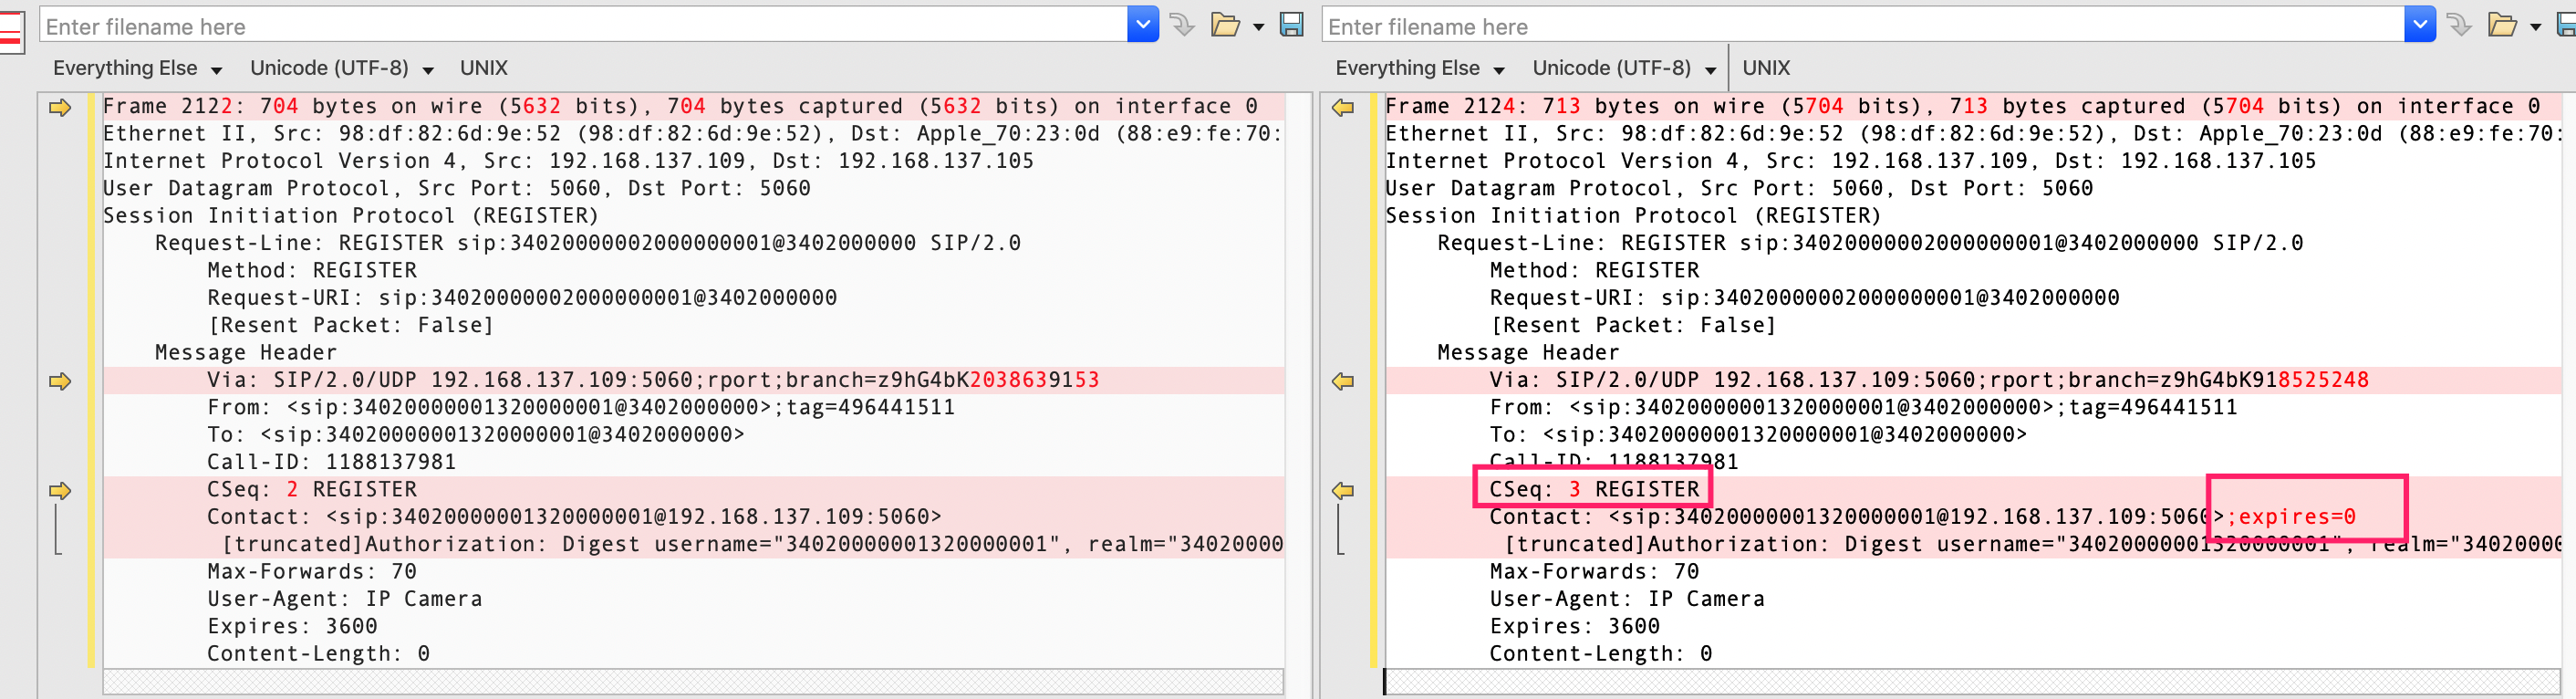 Enter filename here
Everything Else Unicode (UTF-8) UNIX
Frame 2122: 704 bytes on wire (5632 bits), 704 bytes captured (5632 bits) on interface 0
Ethernet II, Src: 98:df:82:6d:9e:52 (98:df:82:6d:9e:52), Dst: Apple_70:23:0d (88:e9:fe:70:
Internet Protocol Version 4, Src: 192.168.137.109, Dst: 192.168.137.105
User Datagram Protocol, Src Port: 5060, Dst Port: 5060
Session Initiation Protocol (REGISTER)
Request-Line: REGISTER sip:34020000002000000001@3402000000 SIP/2.0
Method: REGISTER
Request-URI: sip:34020000002000000001@3402000000
[Resent Packet: False]
Message Header
Via: SIP/2.0/UDP 192.168.137.109:5060;rport;branch=z9hG4bK2038639153
From: <sip:34020000001320000001@3402000000>;tag=496441511
To: <sip:34020000001320000001@3402000000>
Call-ID: 1188137981
CSeq: 2 REGISTER
Contact: <sip:34020000001320000001@192.168.137.109:5060>
[truncated]Authorization: Digest username="34020000001320000001", realm="34020000
Max-Forwards: 70
User-Agent: IP Camera
Expires: 3600
Content-Length: 0
Enter filename here
Everything Else Unicode (UTF-8) UNIX
Frame 2124: 713 bytes on wire (5704 bits), 713 bytes captured (5704 bits) on interface 0
Ethernet II, Src: 98:df:82:6d:9e:52 (98:df:82:6d:9e:52), Dst: Apple_70:23:0d (88:e9:fe:70:
Internet Protocol Version 4, Src: 192.168.137.109, Dst: 192.168.137.105
User Datagram Protocol, Src Port: 5060, Dst Port: 5060
Session Initiation Protocol (REGISTER)
Request-Line: REGISTER sip:34020000002000000001@3402000000 SIP/2.0
Method: REGISTER
Request-URI: sip:34020000002000000001@3402000000
[Resent Packet: False]
Message Header
Via: SIP/2.0/UDP 192.168.137.109:5060;rport;branch=z9hG4bK918525248
From: <sip:34020000001320000001@3402000000>;tag=496441511
To: <sip:34020000001320000001@3402000000>
Call-ID: 1188137981
CSeq: 3 REGISTER
Contact: <sip:34020000001320000001@192.168.137.109:5060>;expires=0
[truncated]Authorization: Digest username="34020000001320000001", realm="3402000
Max-Forwards: 70
User-Agent: IP Camera
Expires: 3600
Content-Length: 0